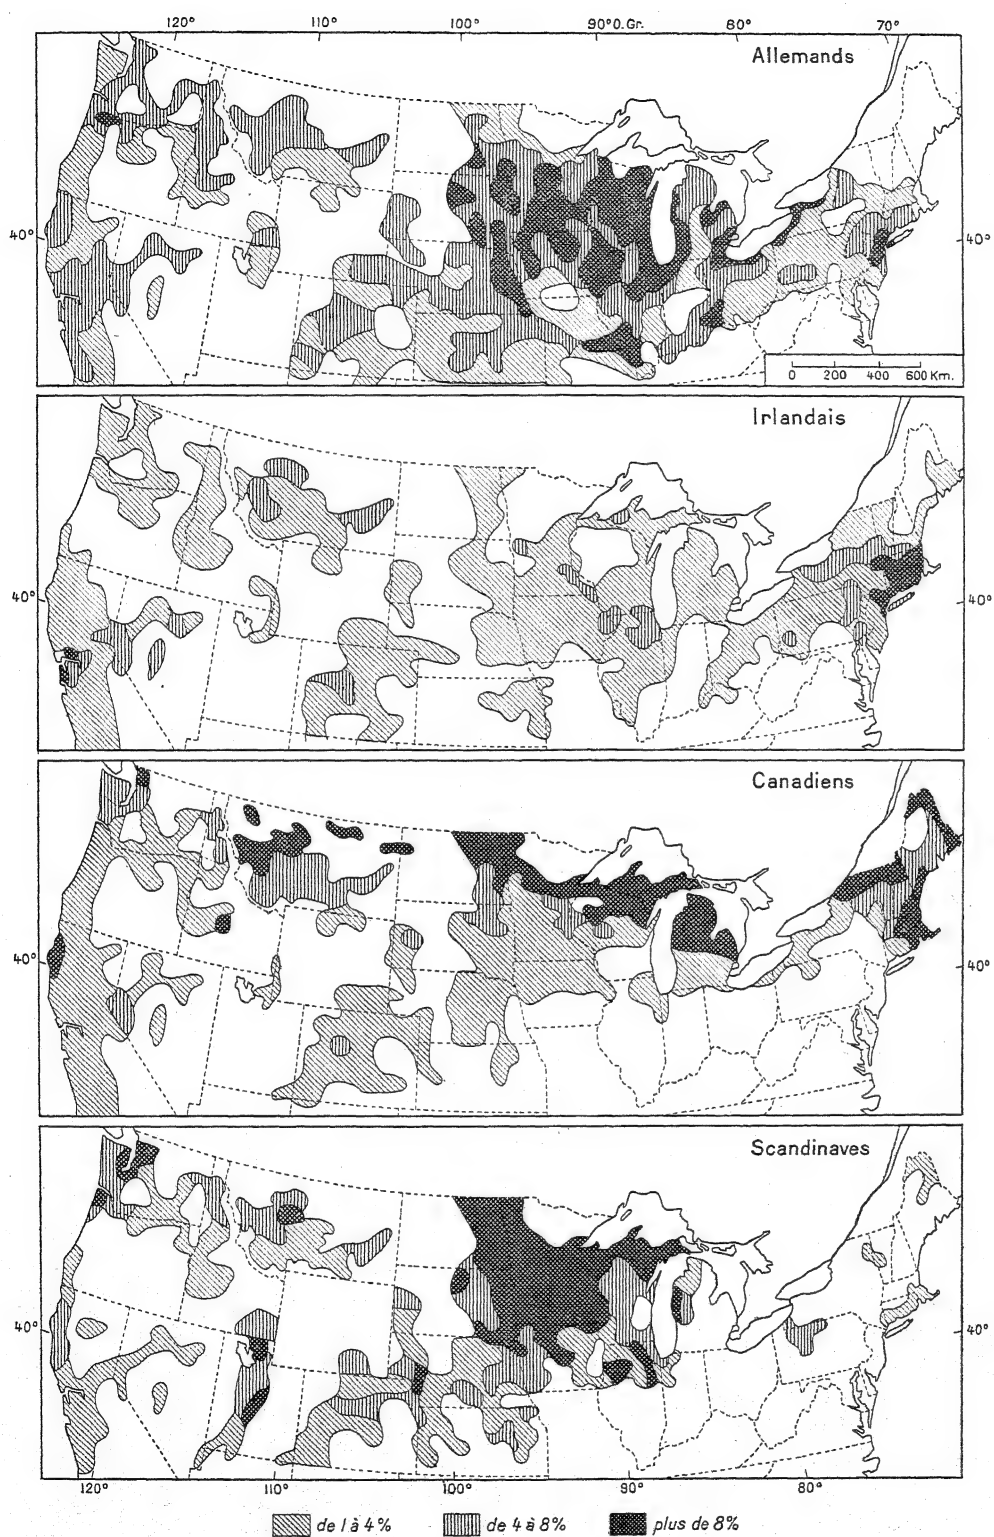 120° 110° 100° 90°O.Gr. 80° 70°
Allemands
40° 40°
0 200 400 600 Km.
Irlandais
40° 40°
Canadiens
40° 40°
Scandinaves
40° 40°
120° 110° 100° 90° 80°
de 1 à 4% de 4 à 8% plus de 8%